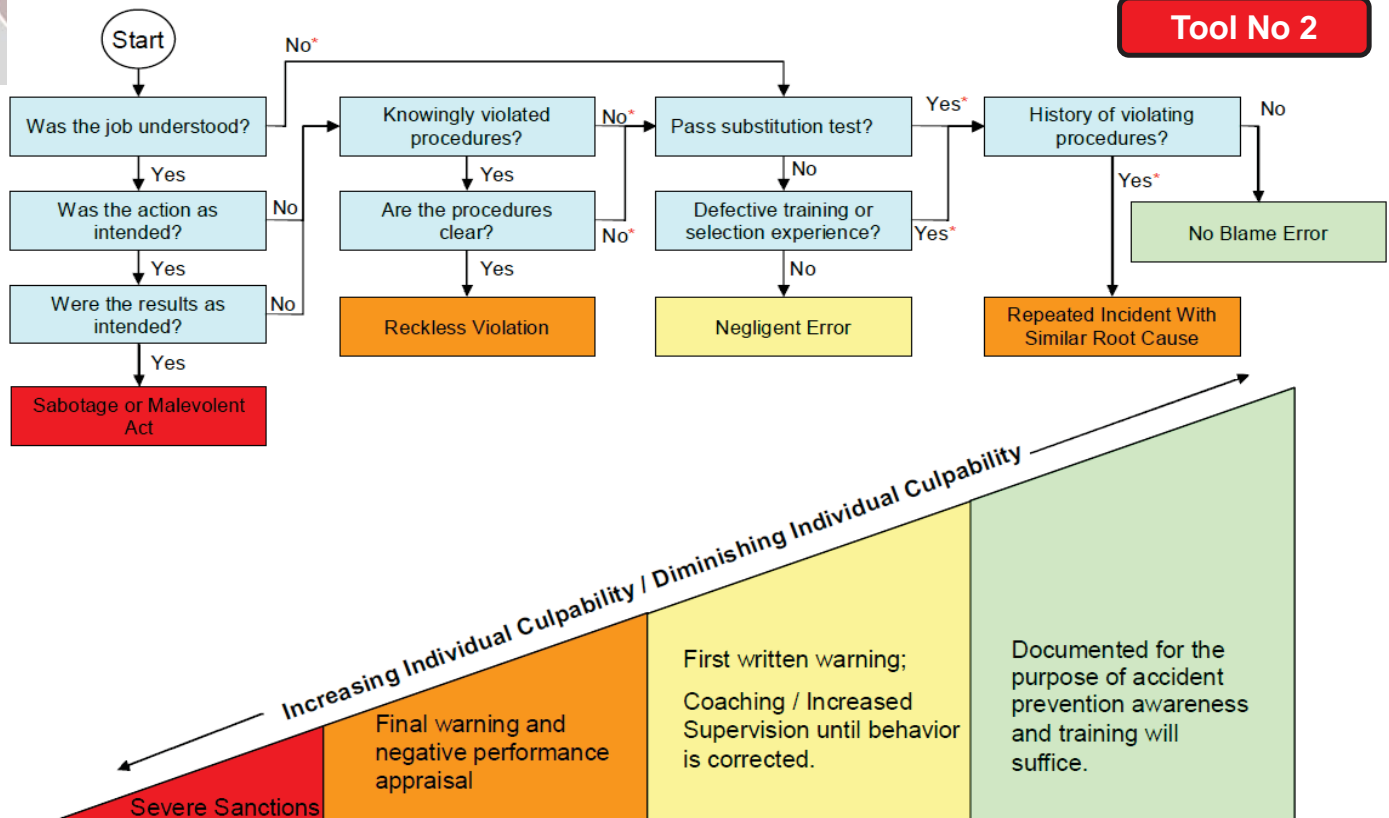 Tool No 2
Start
No*
Was the job understood?
Yes
Was the action as
intended?
No
Yes
Were the results as
intended?
No
Yes
Sabotage or Malevolent
Act
Knowingly violated
procedures?
No*
Yes
Are the procedures
clear?
No*
Yes
Reckless Violation
Pass substitution test?
Yes*
No
Defective training or
selection experience?
Yes*
No
Negligent Error
History of violating
procedures?
No
Yes*
No Blame Error
Repeated Incident With
Similar Root Cause
Increasing Individual Culpability / Diminishing Individual Culpability
Severe Sanctions
Final warning and
negative performance
appraisal
First written warning;
Coaching / Increased
Supervision until behavior
is corrected.
Documented for the
purpose of accident
prevention awareness
and training will
suffice.